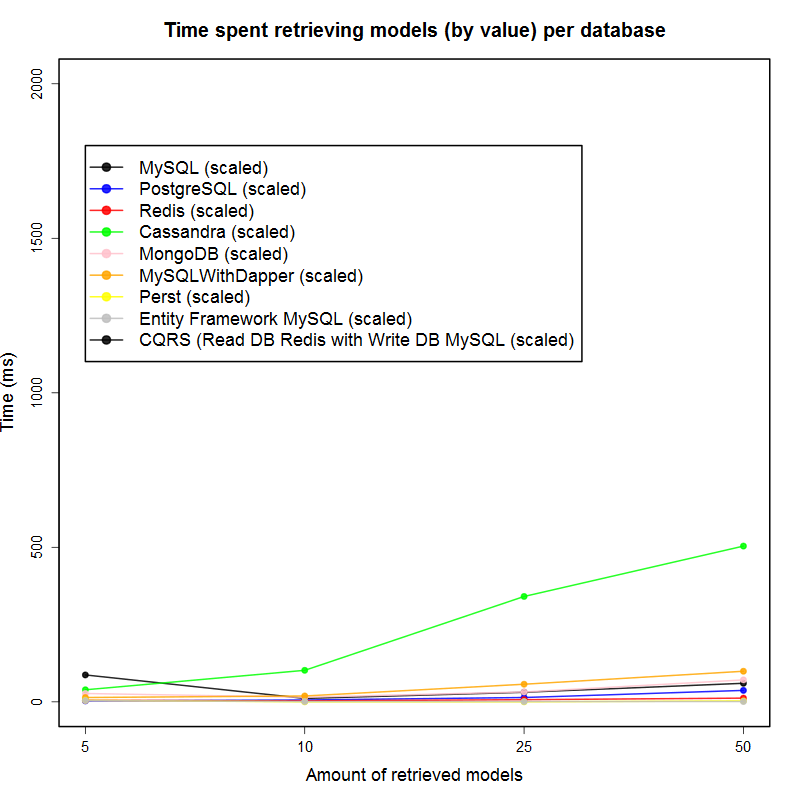 Time spent retrieving models (by value) per database
2000
1500
1000
500
0
Time (ms)
MySQL (scaled)
PostgreSQL (scaled)
Redis (scaled)
Cassandra (scaled)
MongoDB (scaled)
MySQLWithDapper (scaled)
Perst (scaled)
Entity Framework MySQL (scaled)
CQRS (Read DB Redis with Write DB MySQL (scaled)
5 10 25 50
Amount of retrieved models